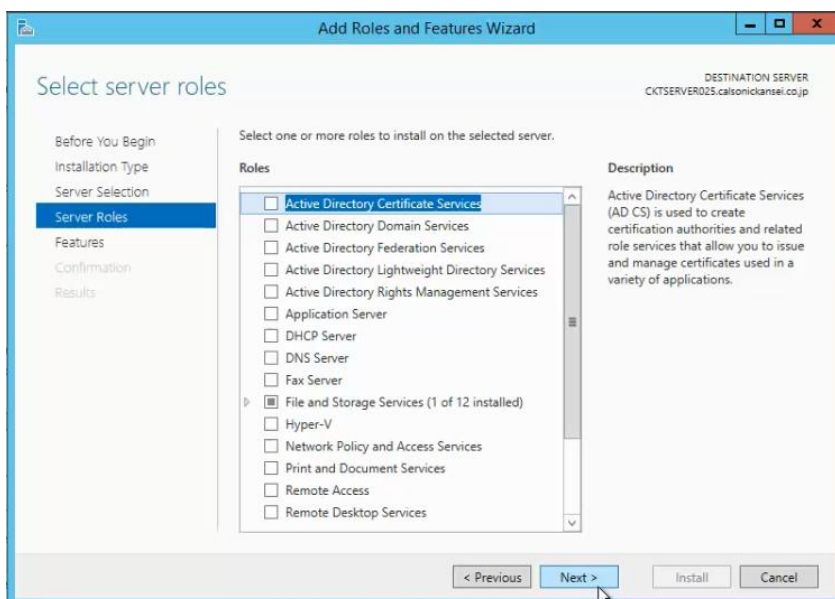 Add Roles and Features Wizard
Select server roles
DESTINATION SERVER
CKTSERVER025.calsonickansei.co.jp
Before You Begin
Installation Type
Server Selection
Server Roles
Features
Confirmation
Results
Select one or more roles to install on the selected server.
Roles
Active Directory Certificate Services
Active Directory Domain Services
Active Directory Federation Services
Active Directory Lightweight Directory Services
Active Directory Rights Management Services
Application Server
DHCP Server
DNS Server
Fax Server
File and Storage Services (1 of 12 installed)
Hyper-V
Network Policy and Access Services
Print and Document Services
Remote Access
Remote Desktop Services
Description
Active Directory Certificate Services
(AD CS) is used to create
certification authorities and related
role services that allow you to issue
and manage certificates used in a
variety of applications.
< Previous
Next >
Install
Cancel